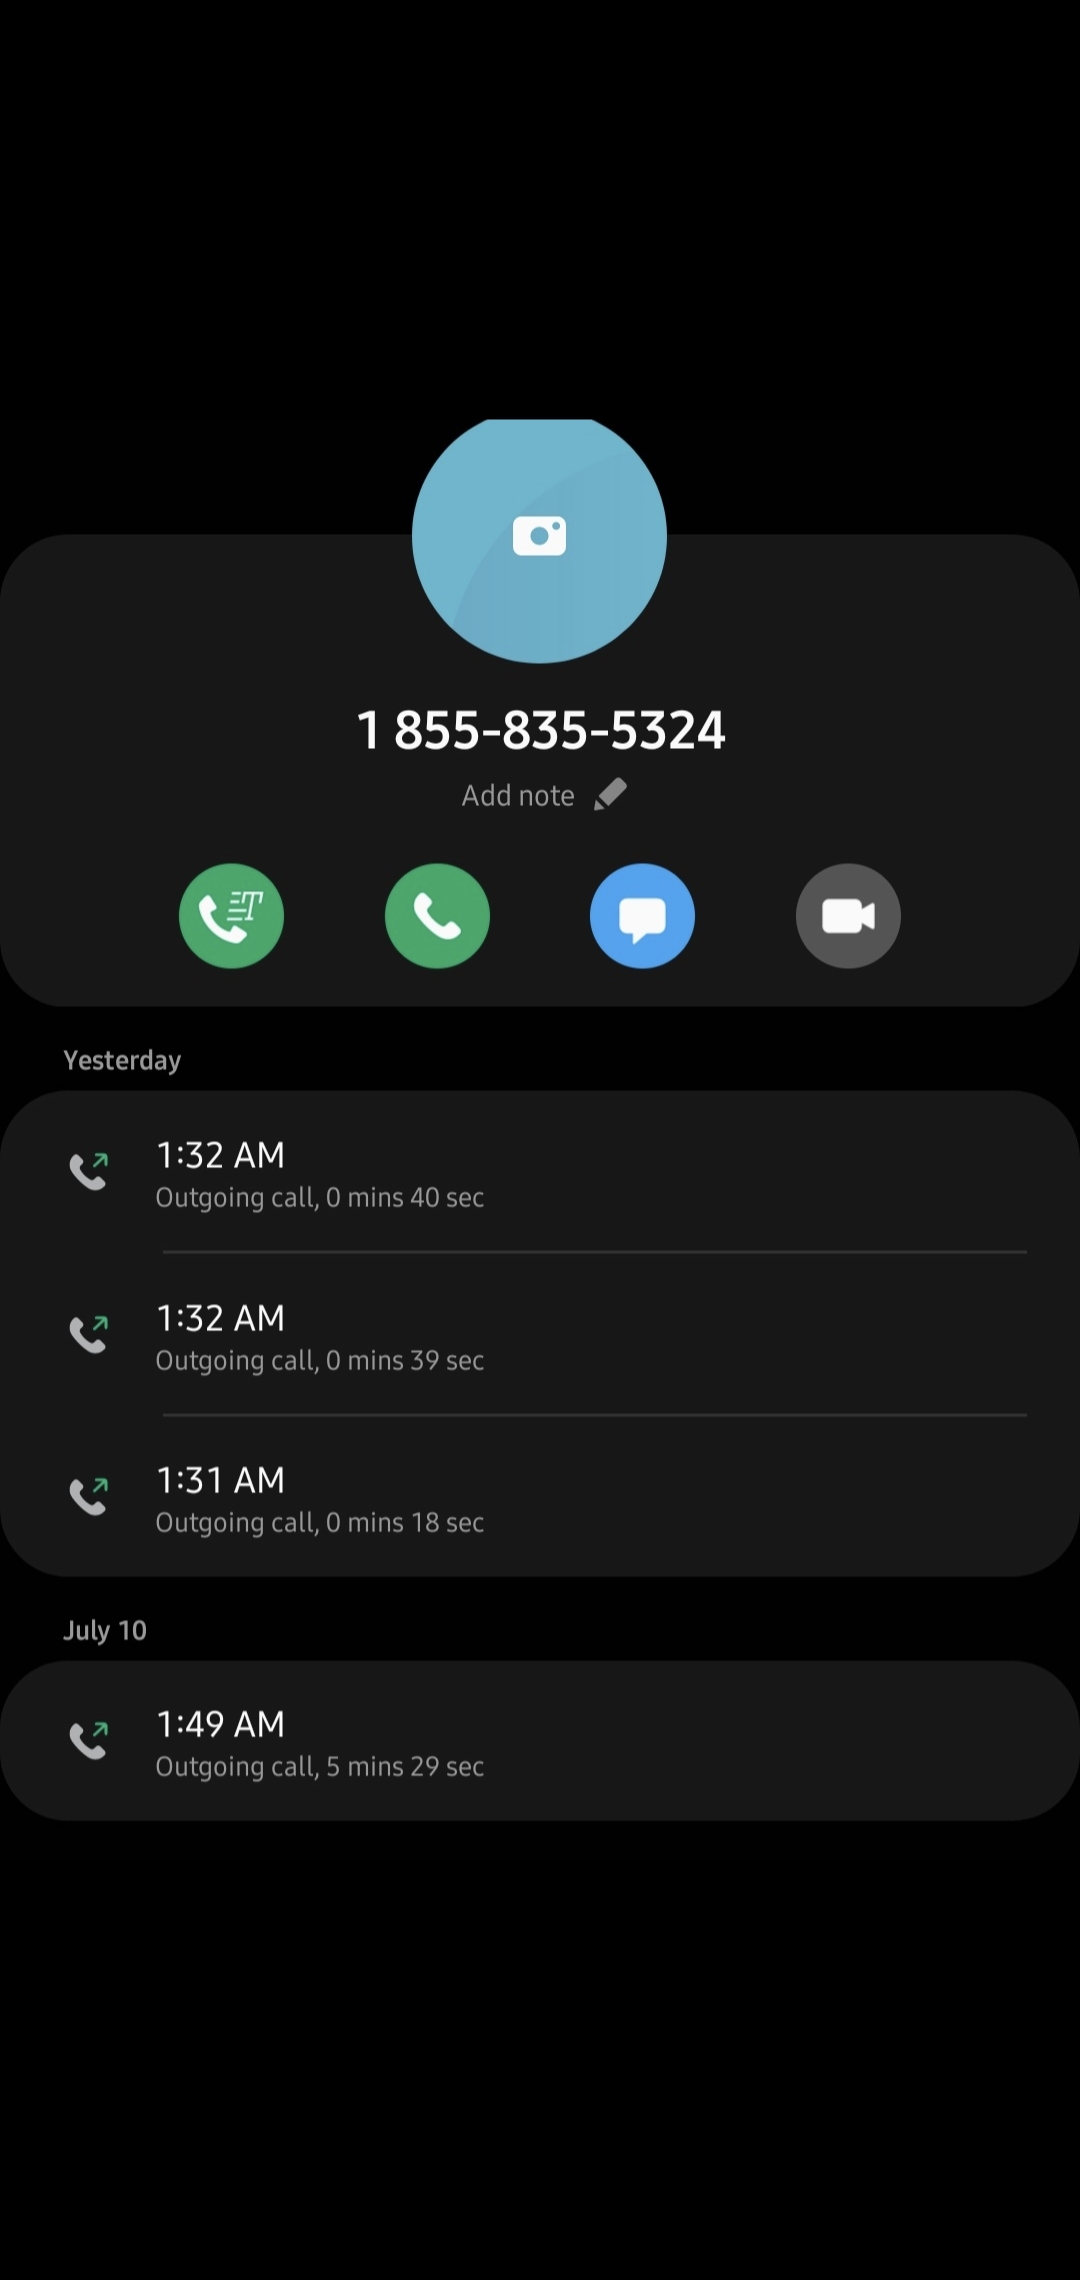 1 855-835-5324
Add note
Yesterday
1:32 AM
Outgoing call, 0 mins 40 sec
1:32 AM
Outgoing call, 0 mins 39 sec
1:31 AM
Outgoing call, 0 mins 18 sec
July 10
1:49 AM
Outgoing call, 5 mins 29 sec